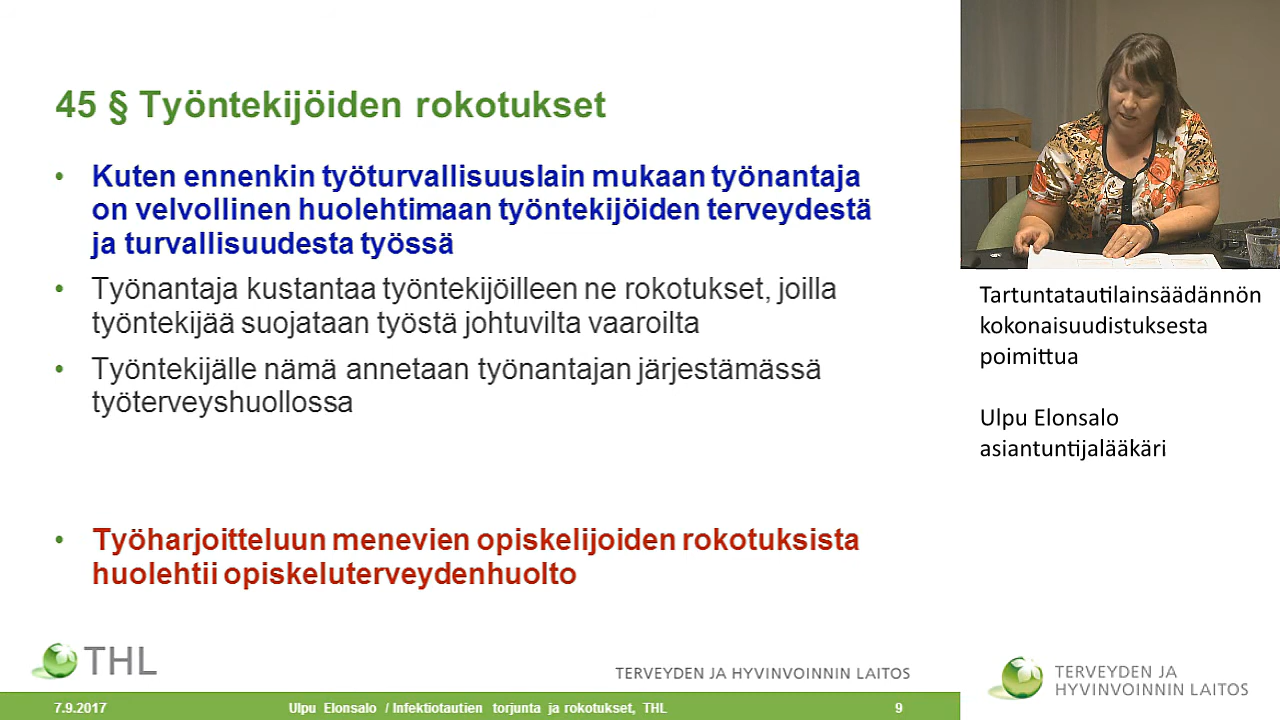 45 § Työntekijöiden rokotukset
• Kuten ennenkin työturvallisuuslain mukaan työnantaja
on velvollinen huolehtimaan työntekijöiden terveydestä
ja turvallisuudesta työssä
• Työnantaja kustantaa työntekijöilleen ne rokotukset, joilla
työntekijää suojataan työstä johtuvilta vaaroilta
• Työntekijälle nämä annetaan työnantajan järjestämässä
työterveyshuollossa
• Työharjoitteluun menevien opiskelijoiden rokotuksista
huolehtii opiskeluterveydenhuolto
THL
TERVEYDEN JA HYVINVOINNIN LAITOS
7.9.2017 Ulpu Elonsalo / Infektiotautien torjunta ja rokotukset, THL 9
Tartuntatautilainsäädännön
kokonaisuudistuksesta
poimittua
Ulpu Elonsalo
asiantuntijalääkäri
TERVEYDEN JA
HYVINVOINNIN LAITOS